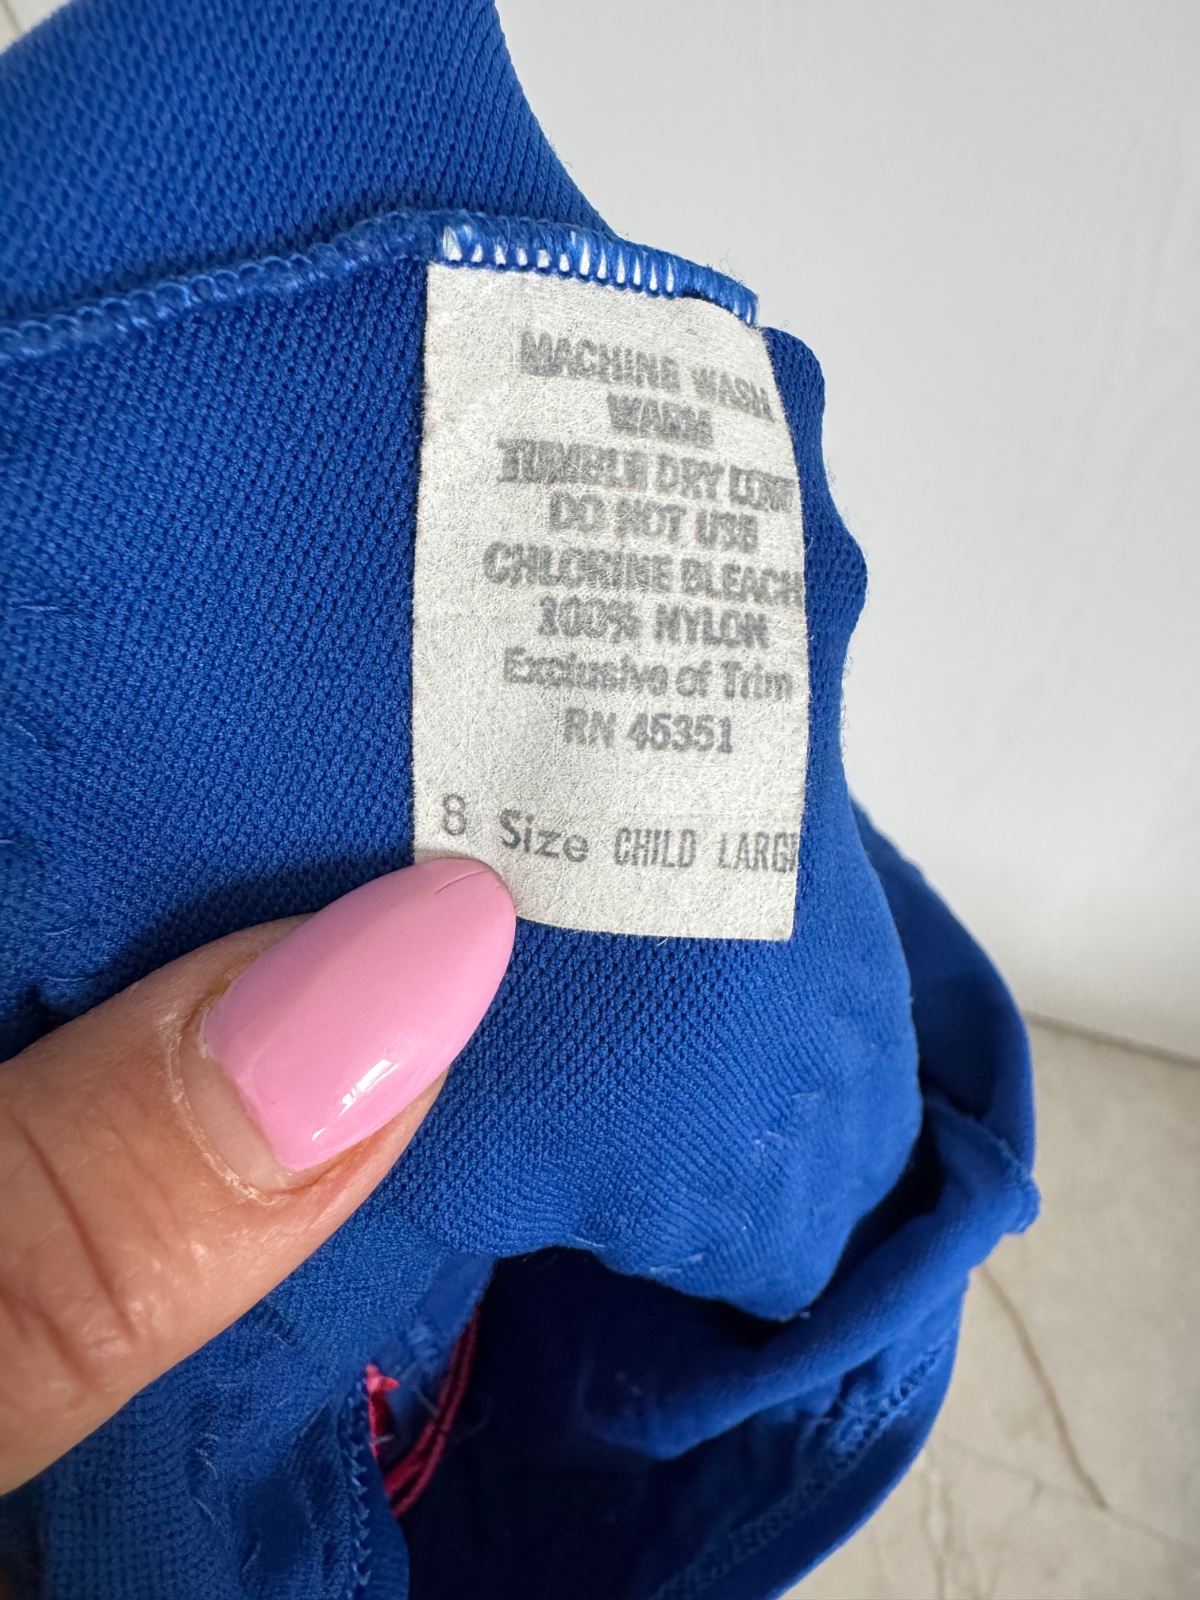 MACHINE WASH
WARM
TUMBLE DRY LOW
DO NOT USE
CHLORINE BLEACH
100% NYLON
Exclusive of Trim
RN 45351
8 Size CHILD LARGE